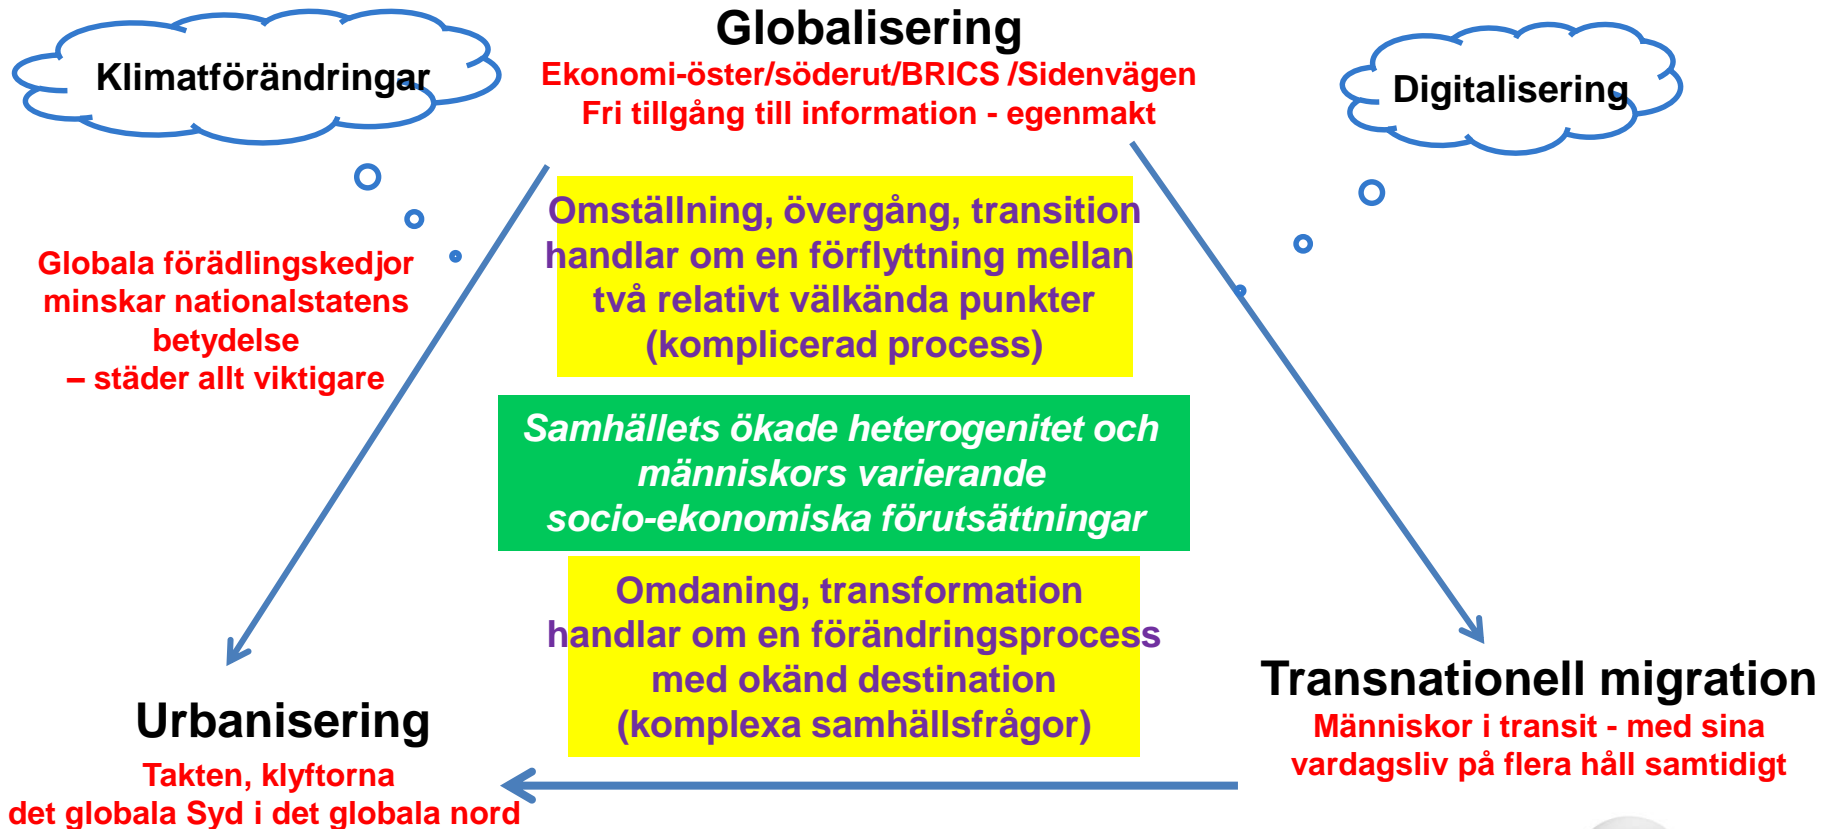 Globalisering
Ekonomi-öster/söderut/BRICS /Sidenvägen
Fri tillgång till information - egenmakt
Klimatförändringar
Digitalisering
Omställning, övergång, transition
handlar om en förflyttning mellan
två relativt välkända punkter
(komplicerad process)
Globala förädlingskedjor
minskar nationalstatens
betydelse
– städer allt viktigare
Samhällets ökade heterogenitet och
människors varierande
socio-ekonomiska förutsättningar
Omdaning, transformation
handlar om en förändringsprocess
med okänd destination
(komplexa samhällsfrågor)
Urbanisering
Takten, klyftorna
det globala Syd i det globala nord
Transnationell migration
Människor i transit - med sina
vardagsliv på flera håll samtidigt